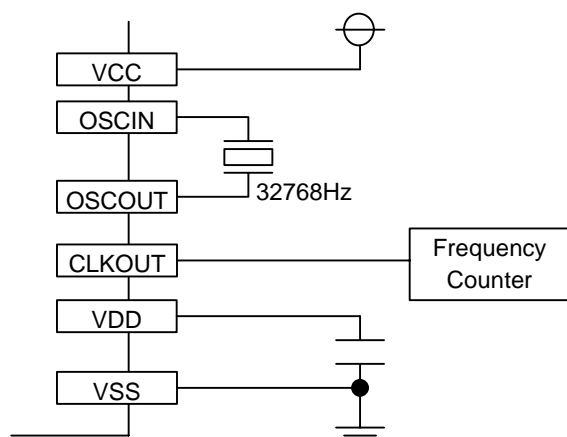 VCC
OSCIN
OSCOUT
32768Hz
CLKOUT
Frequency
Counter
VDD
VSS